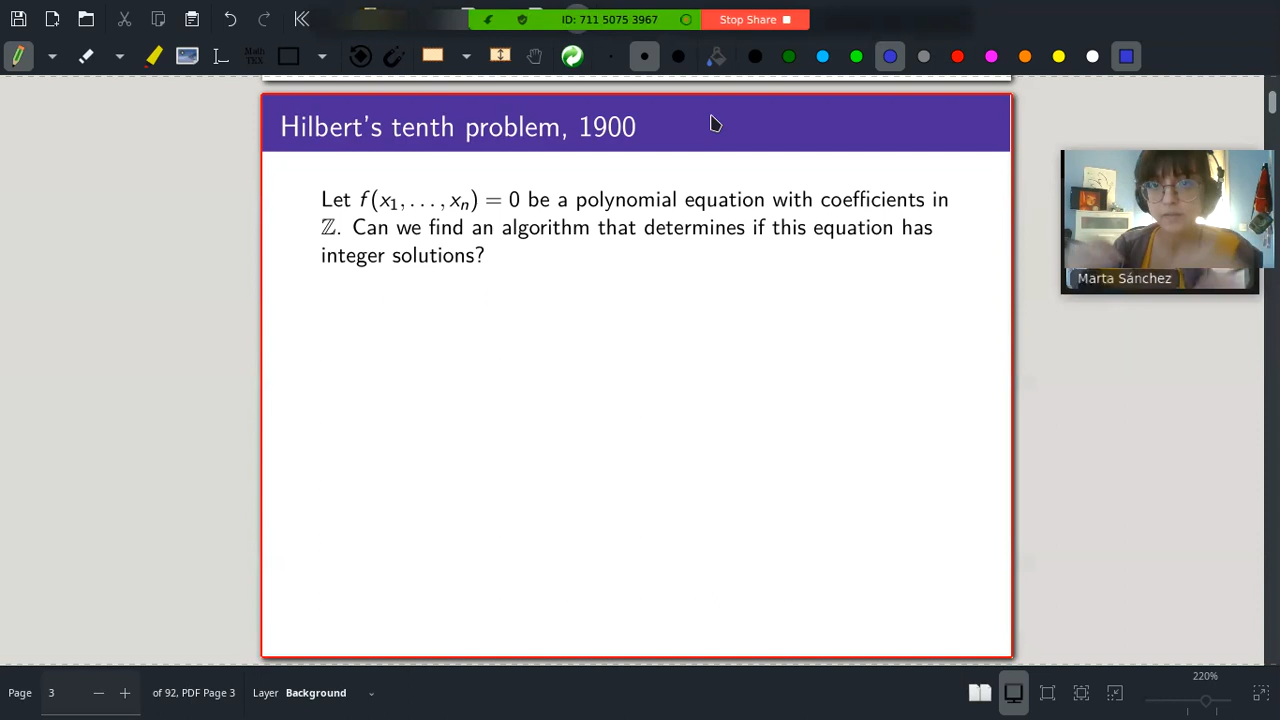 ID: 711 5075 3967
Stop Share
Math
TEX
Hilbert's tenth problem, 1900
Let f(x₁, . . . , xₙ) = 0 be a polynomial equation with coefficients in
ℤ. Can we find an algorithm that determines if this equation has
integer solutions?
Marta Sánchez
Page 3 of 92, PDF Page 3 Layer Background
220%